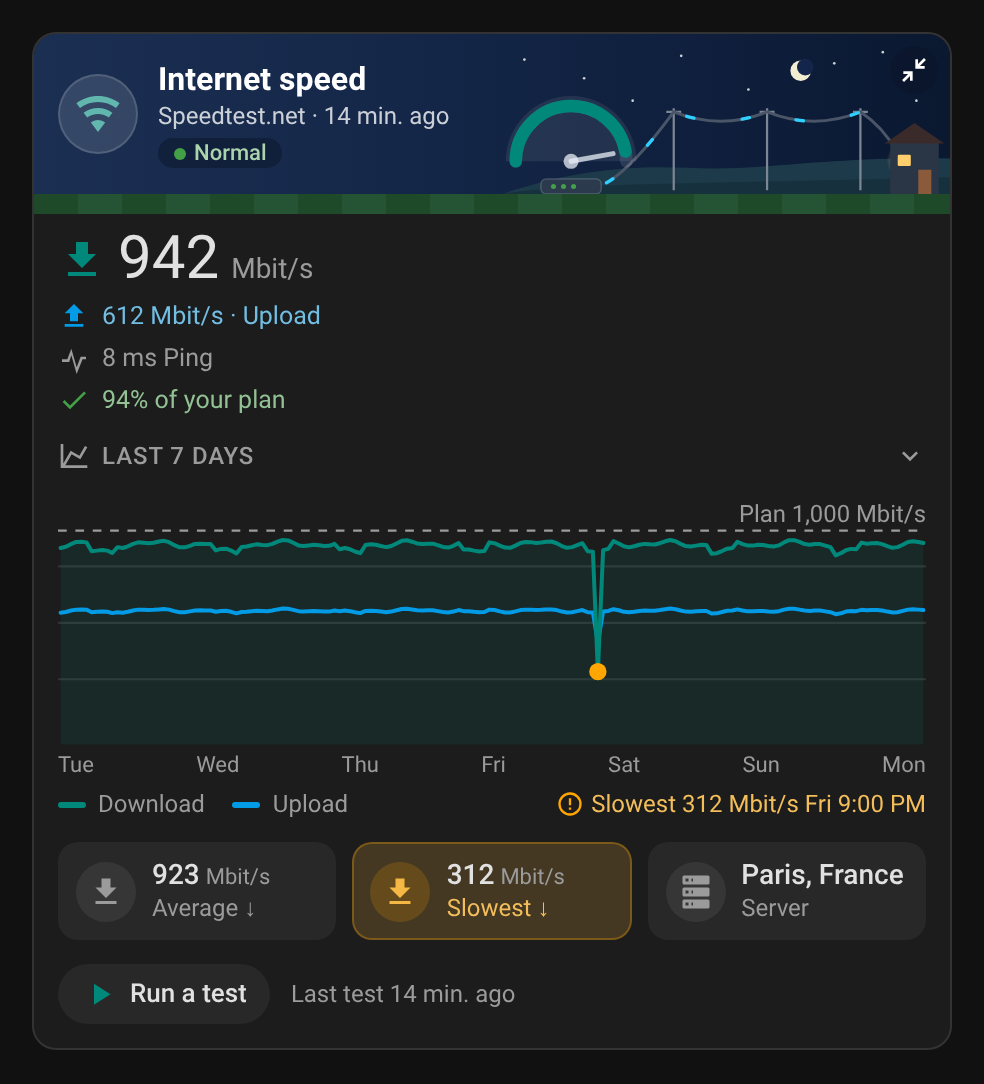 Internet speed
Speedtest.net · 14 min. ago
Normal
942 Mbit/s
612 Mbit/s · Upload
8 ms Ping
94% of your plan
LAST 7 DAYS
Plan 1,000 Mbit/s
Tue Wed Thu Fri Sat Sun Mon
Download Upload Slowest 312 Mbit/s Fri 9:00 PM
923 Mbit/s
Average ↓
312 Mbit/s
Slowest ↓
Paris, France
Server
Run a test Last test 14 min. ago